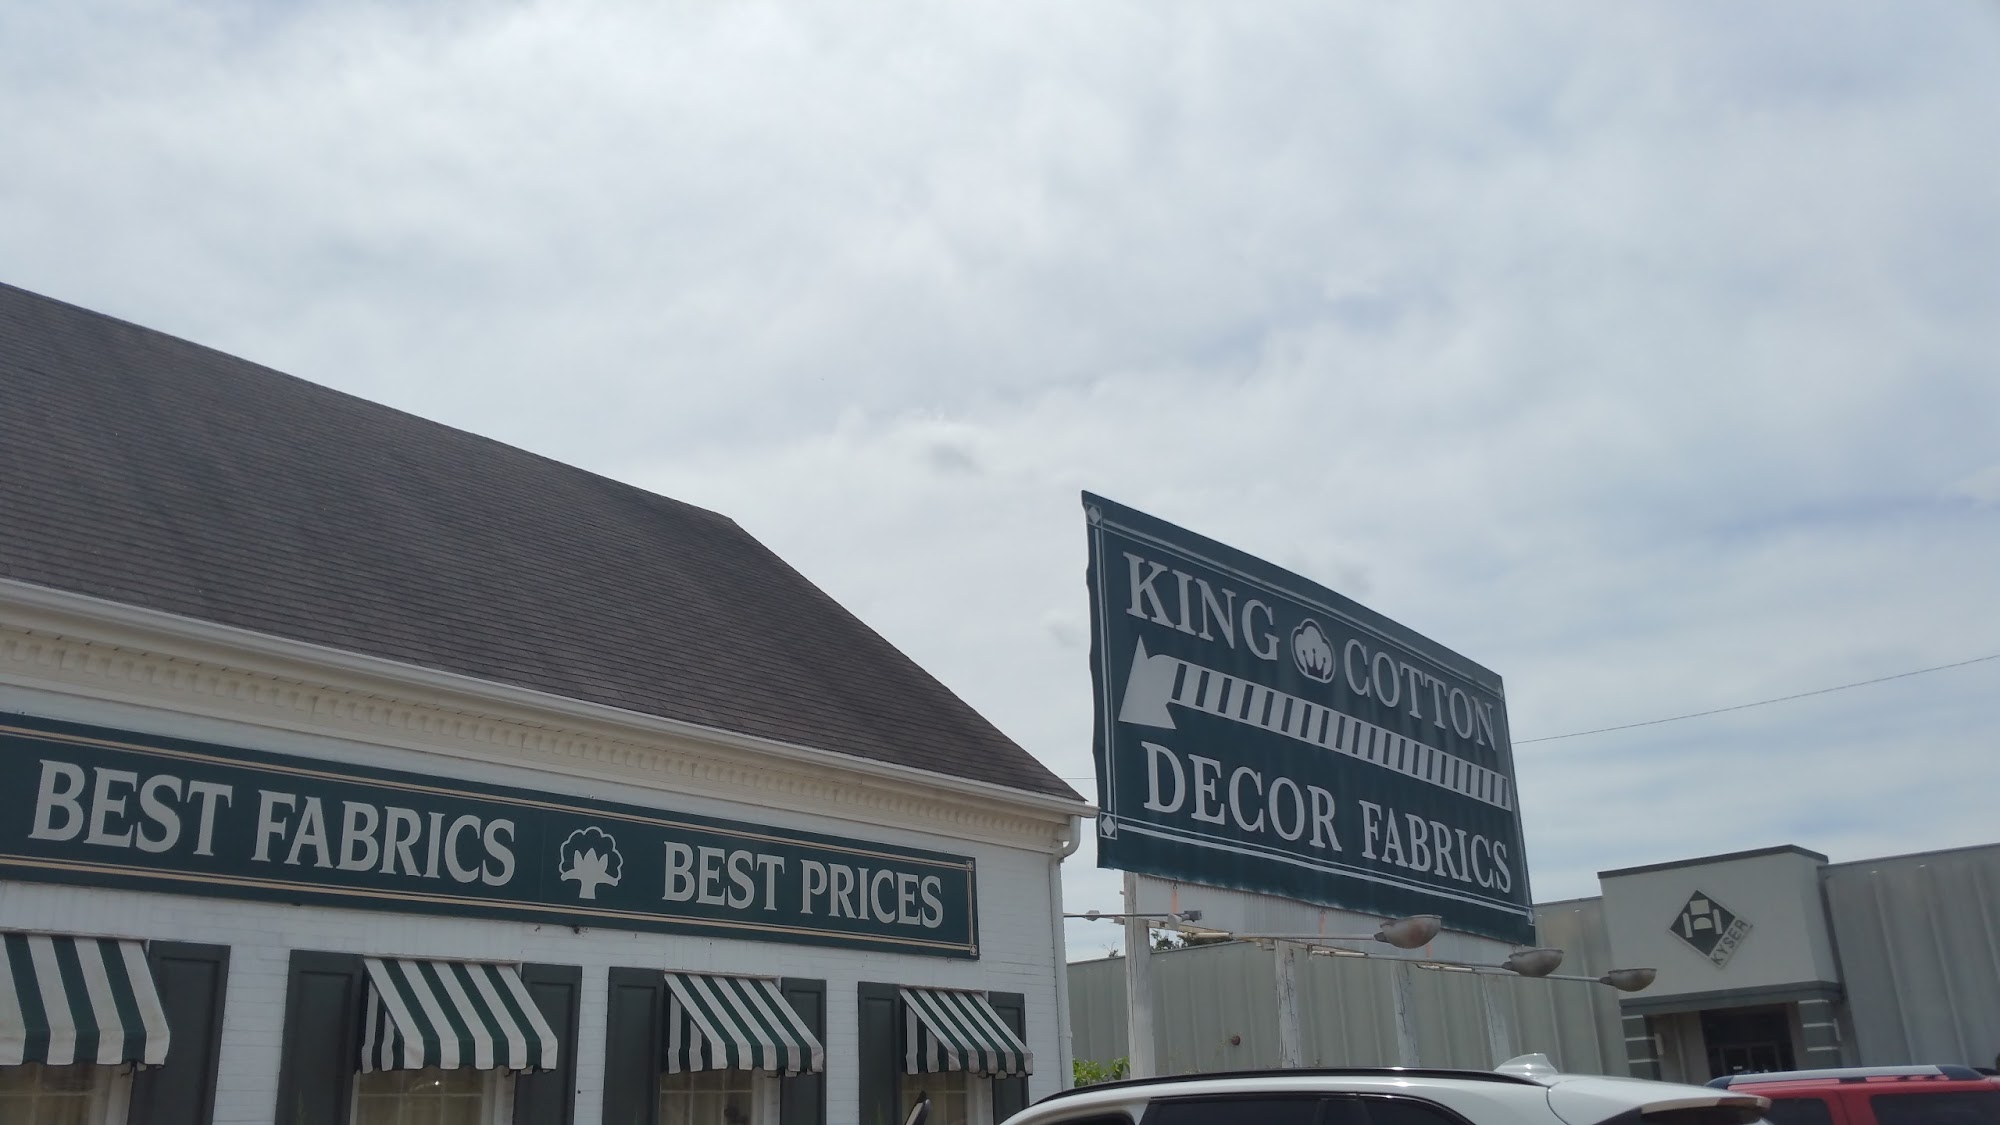 BEST FABRICS BEST PRICES
KING COTTON
DECOR FABRICS
KYSER